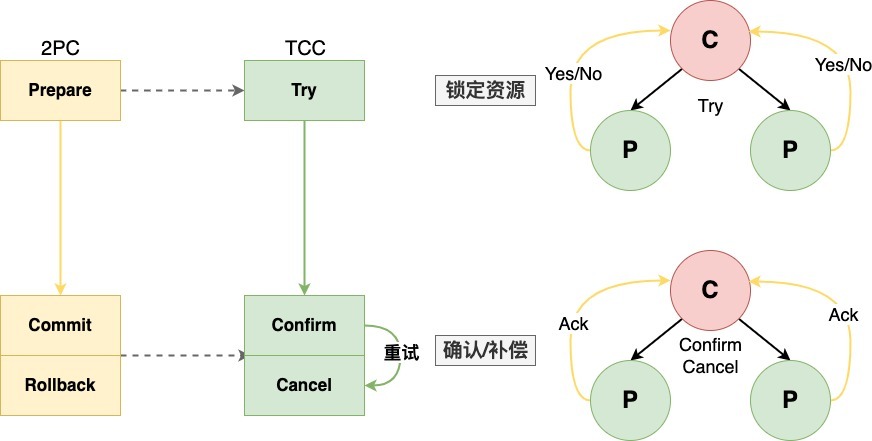 2PC
TCC
Prepare
Try
锁定资源
Commit
Rollback
Confirm
Cancel
重试
确认/补偿
C
Yes/No
Yes/No
Try
P
P
C
Ack
Ack
Confirm
Cancel
P
P